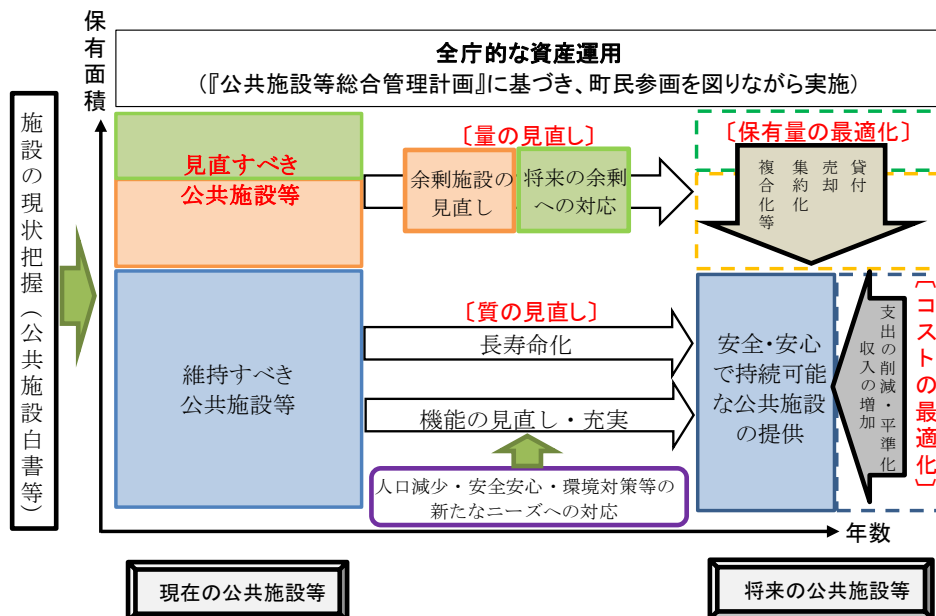 保有面積
全庁的な資産運用
(『公共施設等総合管理計画』に基づき、町民参画を図りながら実施)
施設の現状把握(公共施設白書等)
見直すべき
公共施設等
〔量の見直し〕
余剰施設の
見直し
将来の余剰
への対応
〔保有量の最適化〕
貸付
売却
集約化
複合化等
維持すべき
公共施設等
〔質の見直し〕
長寿命化
機能の見直し・充実
人口減少・安全安心・環境対策等の
新たなニーズへの対応
安全・安心
で持続可能
な公共施設
の提供
支出の削減・平準化
収入の増加
〔コストの最適化〕
年数
現在の公共施設等
将来の公共施設等